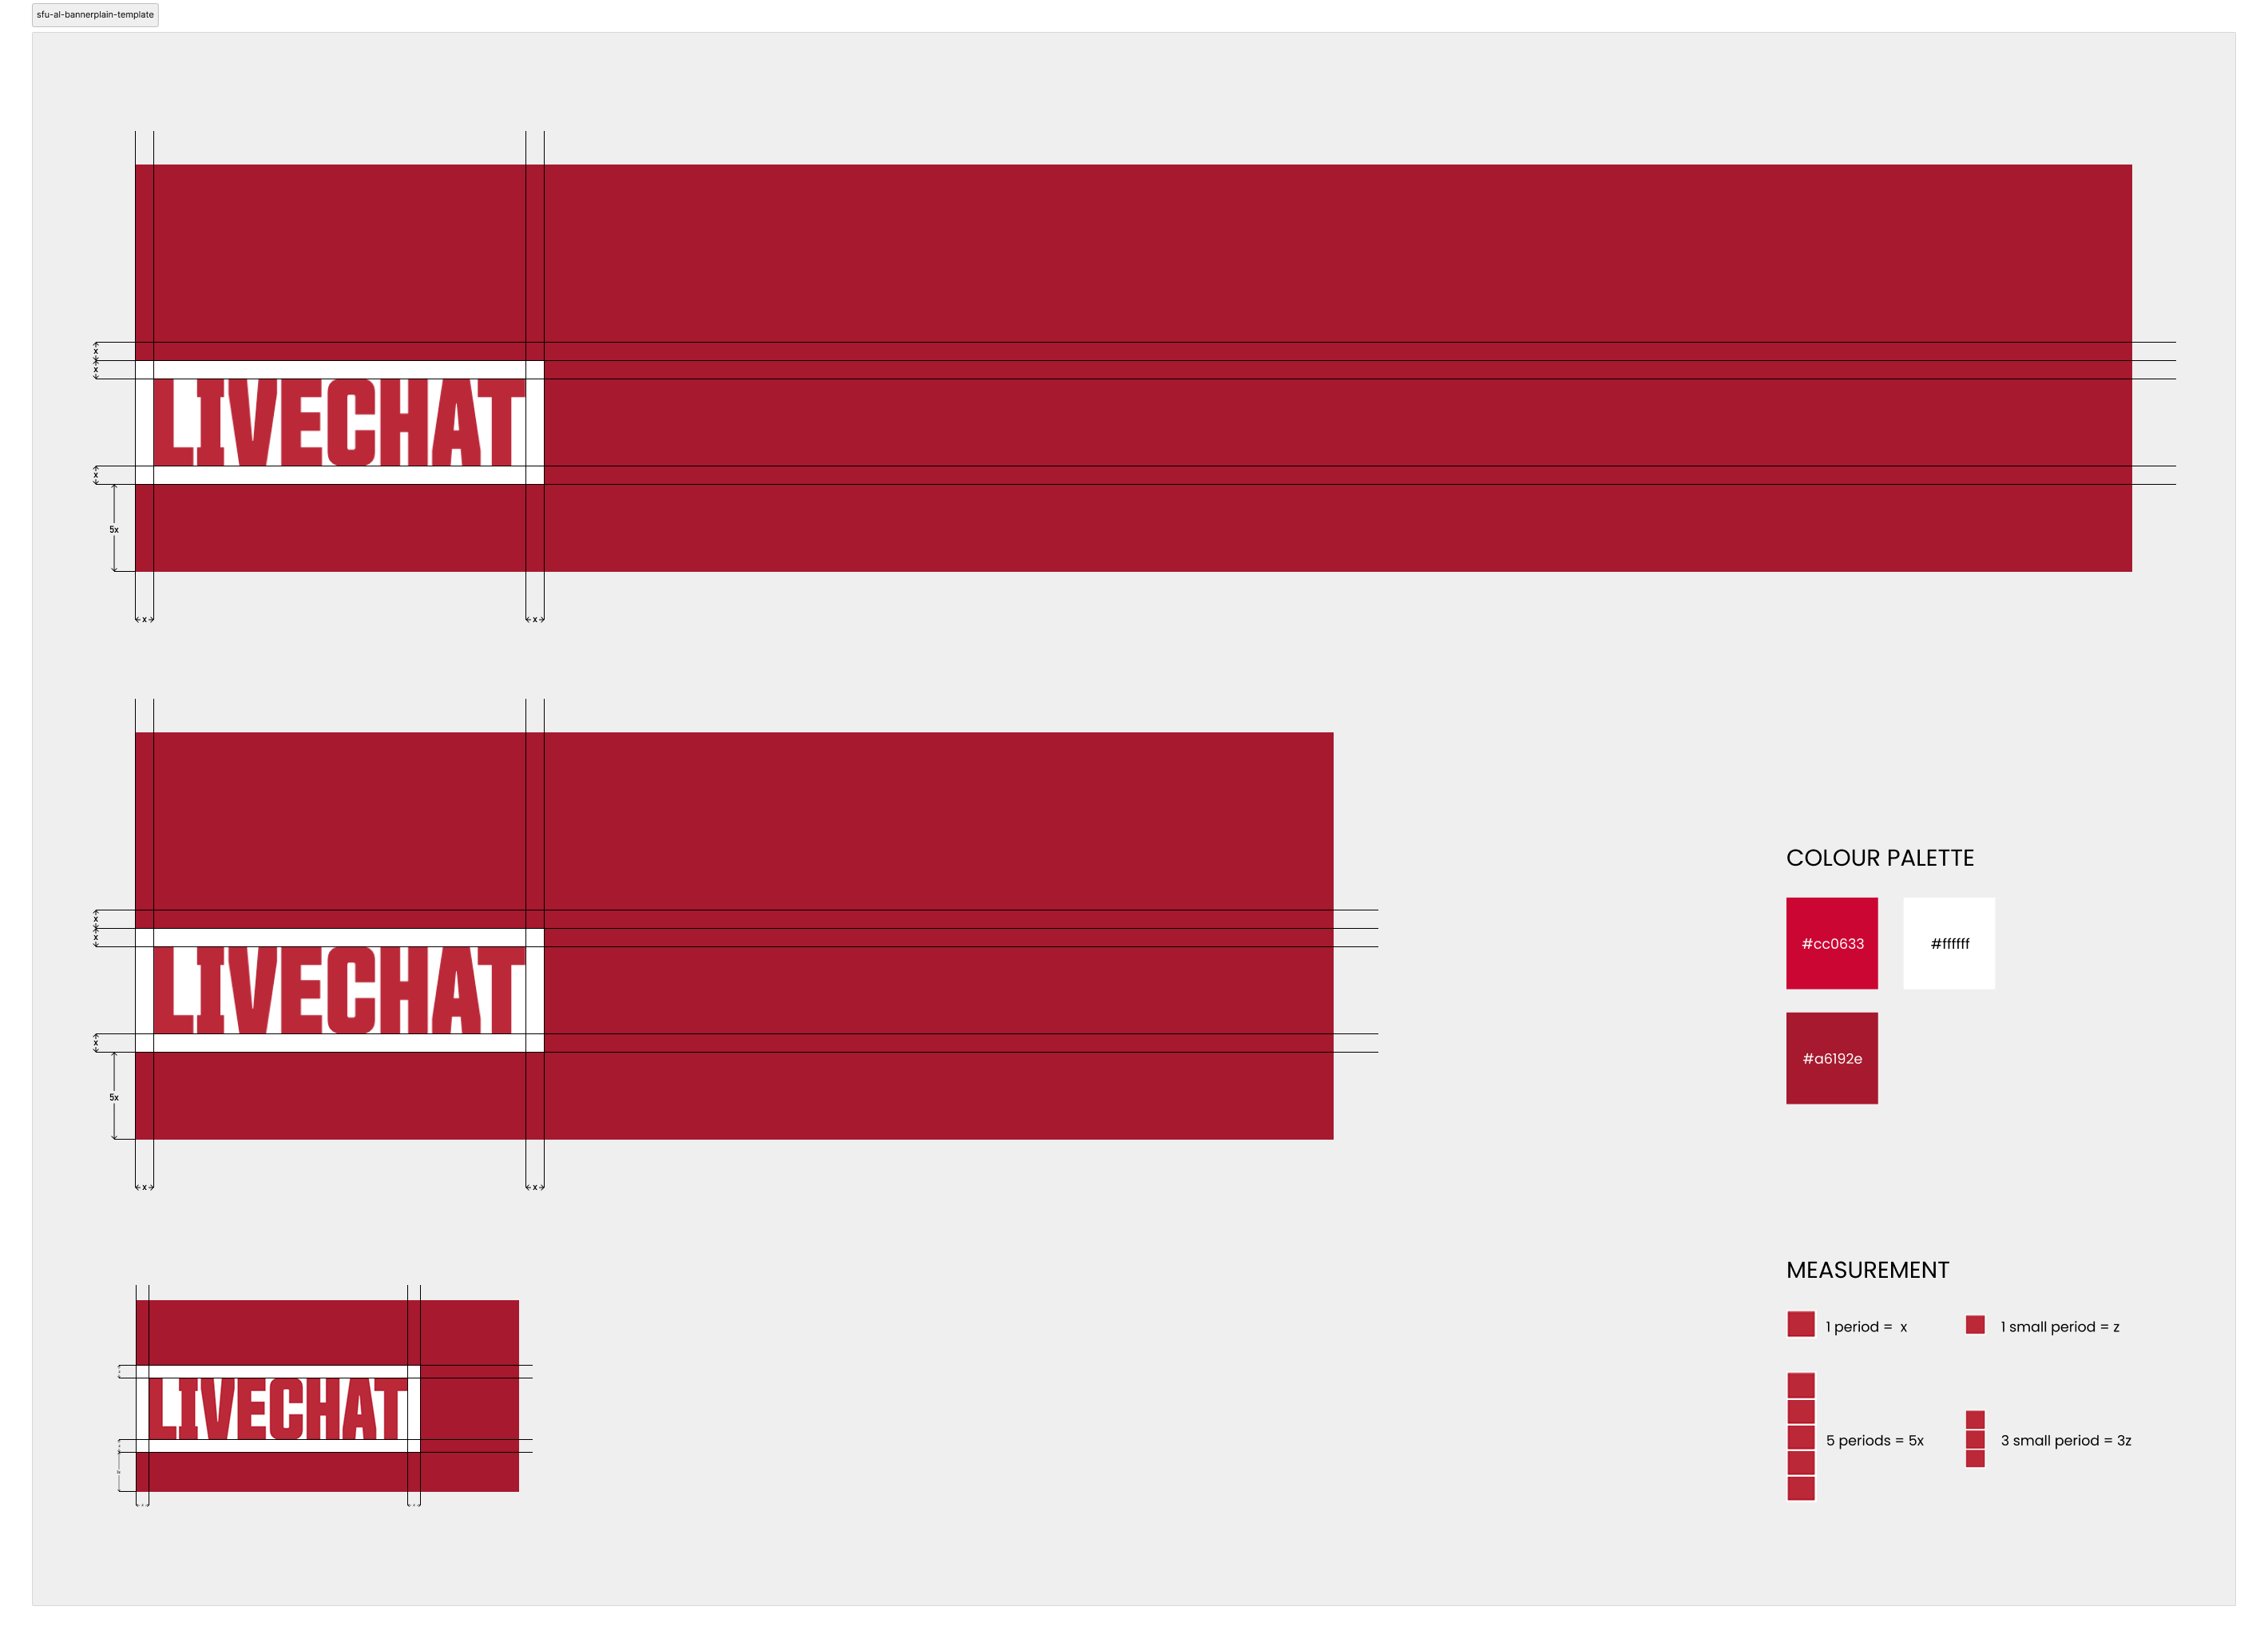 sfu-al-bannerplain-template
x
x
LIVECHAT
x
5x
x x
x
x
LIVECHAT
x
5x
x x
COLOUR PALETTE
#cc0633 #ffffff
#a6192e
LIVECHAT
MEASUREMENT
1 period = x 1 small period = z
5 periods = 5x 3 small period = 3z